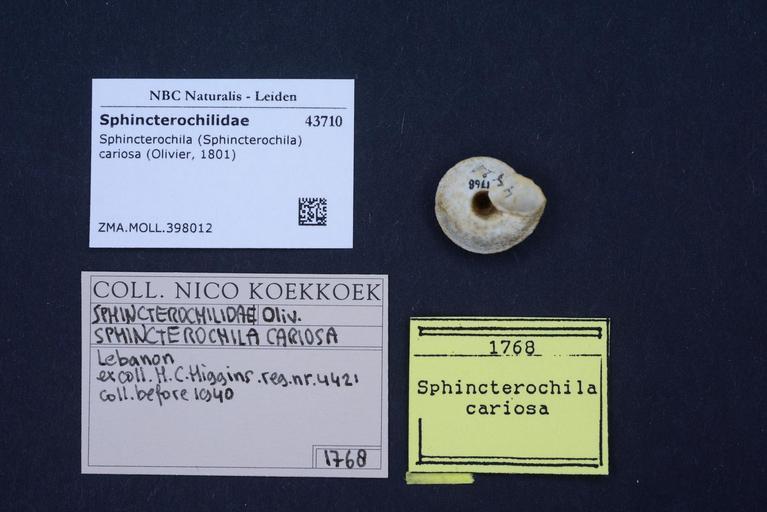 NBC Naturalis - Leiden
Sphincterochilidae 43710
Sphincterochila (Sphincterochila)
cariosa (Olivier, 1801)
ZMA.MOLL.398012
COLL. NICO KOEKKOEK
SPHINCTEROCHILIDAE Oliv.
SPHINCTEROCHILA CARIOSA
Lebanon
ex coll. H.C.Higgins.reg.nr.4421
coll.before 1940
1768
1768
1768
Sphincterochila
cariosa